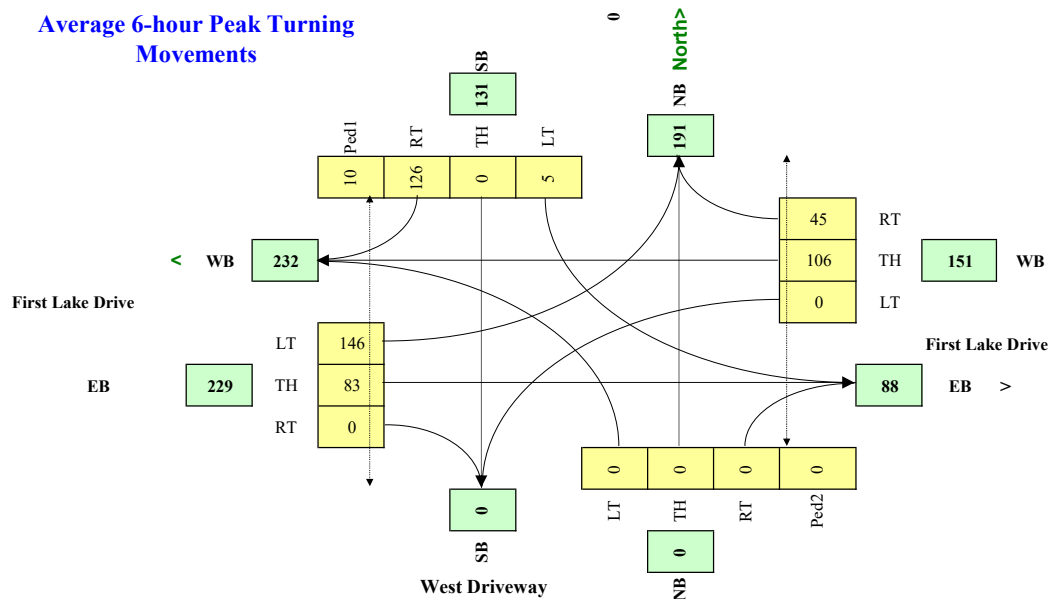 Average 6-hour Peak Turning
Movements
0
North>
SB
NB
131
191
Ped1
RT
TH
LT
10
126
0
5
45
RT
<
WB
232
106
TH
151
WB
0
LT
First Lake Drive
LT
146
First Lake Drive
EB
229
TH
83
88
EB
>
RT
0
0
0
0
0
LT
TH
RT
Ped2
0
SB
0
NB
West Driveway